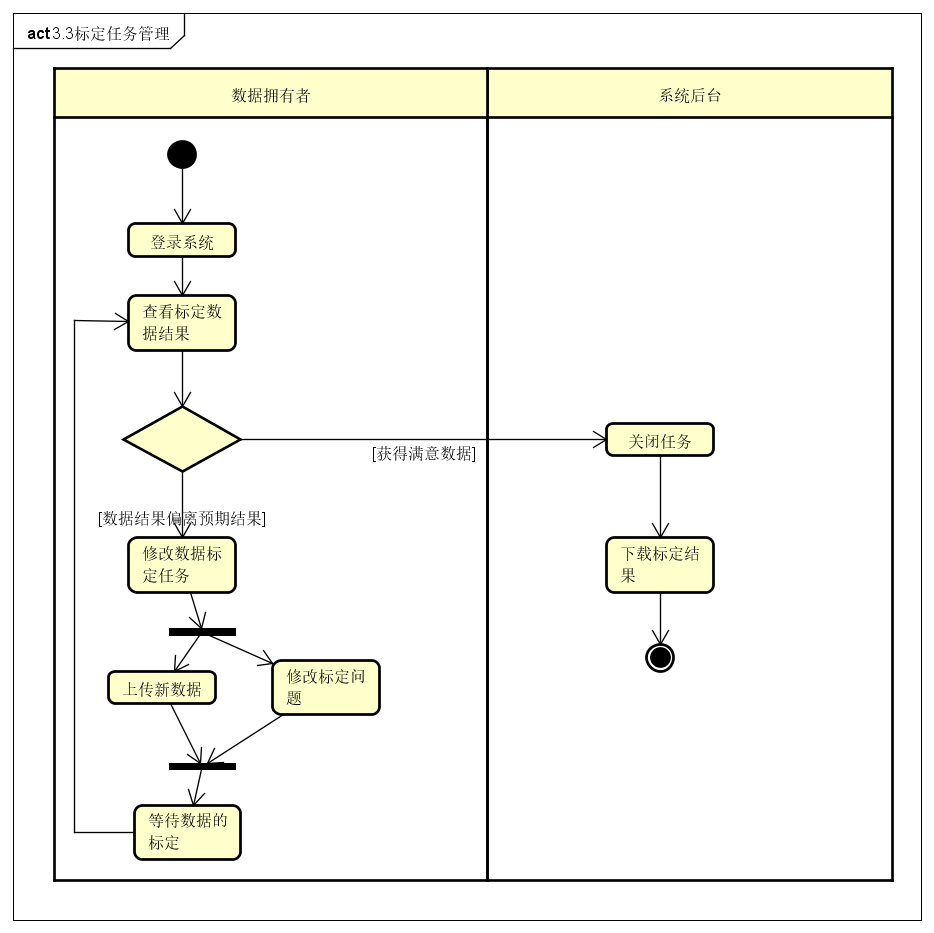 act 3.3标定任务管理
数据拥有者
系统后台
登录系统
查看标定数
据结果
[获得满意数据]
关闭任务
[数据结果偏离预期结果]
修改数据标
定任务
下载标定结
果
上传新数据
修改标定问
题
等待数据的
标定